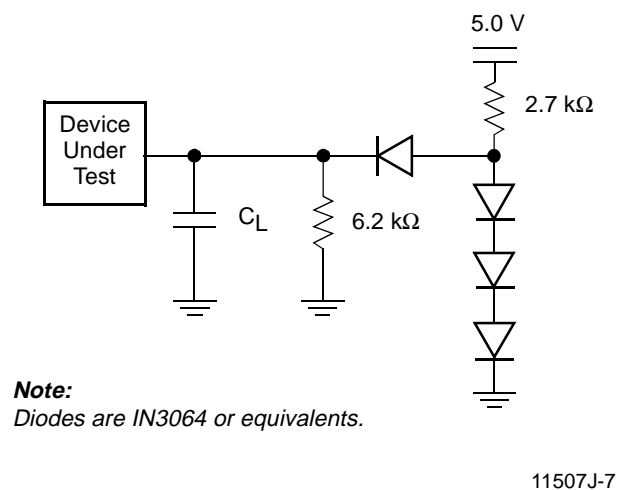 5.0 V
2.7 kΩ
Device
Under
Test
CL
6.2 kΩ
Note:
Diodes are IN3064 or equivalents.
11507J-7